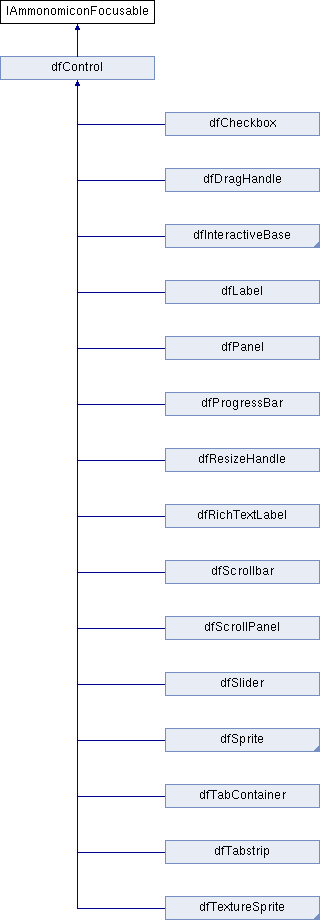 IAmmonomiconFocusable
dfControl
dfCheckbox
dfDragHandle
dfInteractiveBase
dfLabel
dfPanel
dfProgressBar
dfResizeHandle
dfRichTextLabel
dfScrollbar
dfScrollPanel
dfSlider
dfSprite
dfTabContainer
dfTabstrip
dfTextureSprite